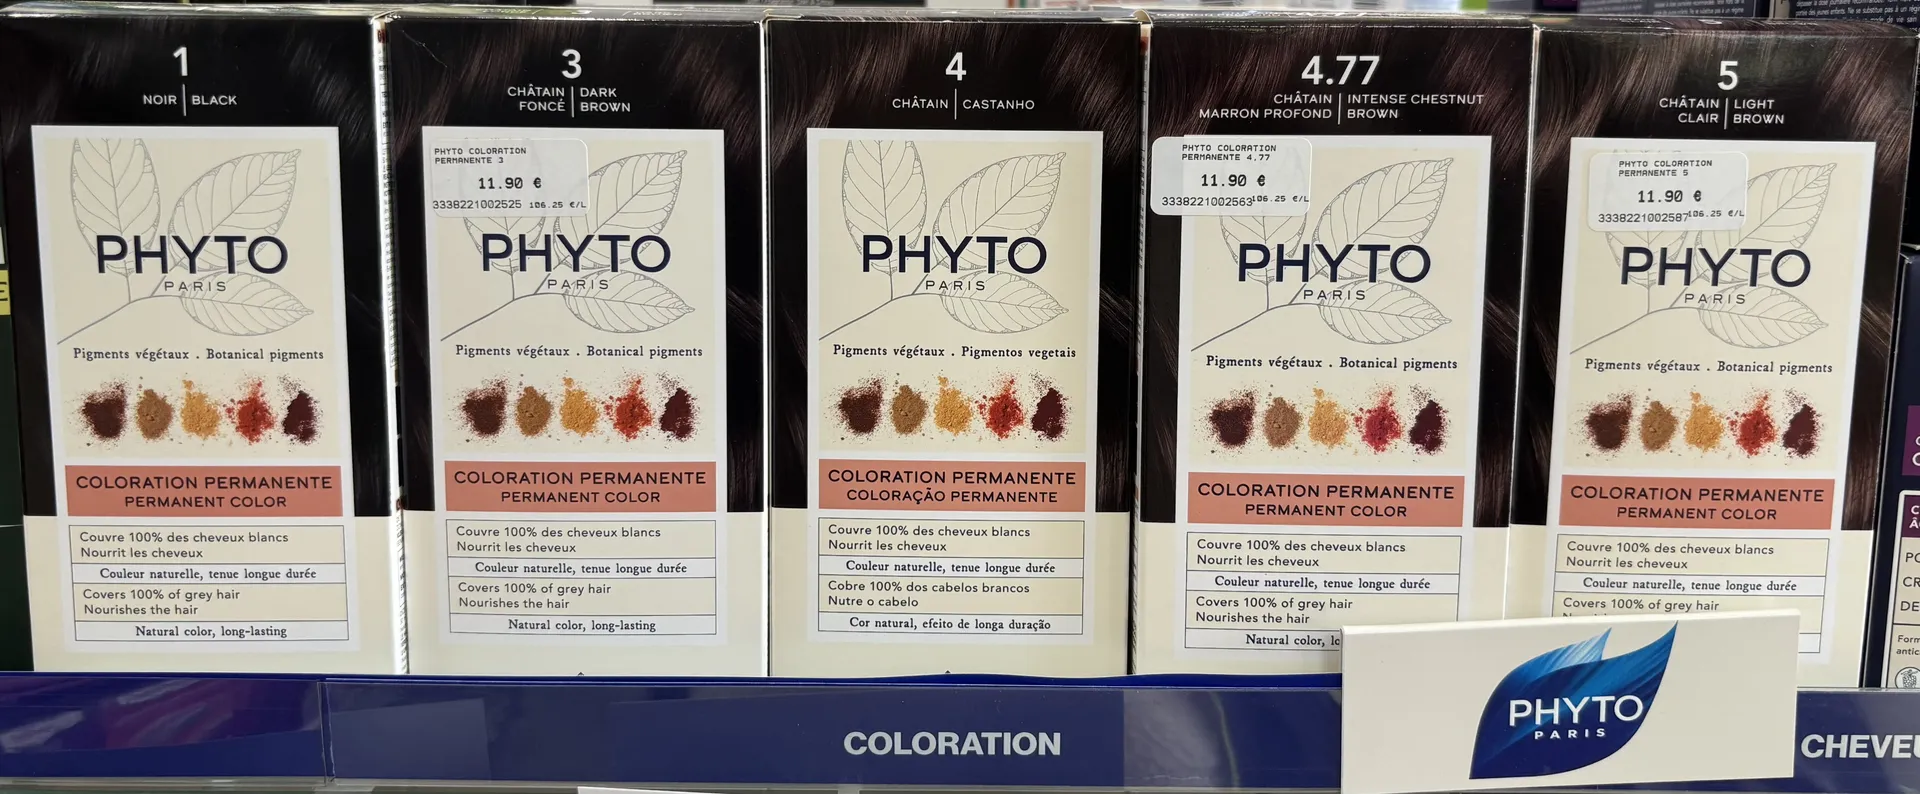 1
NOIR | BLACK
PHYTO
PARIS
Pigments végétaux . Botanical pigments
COLORATION PERMANENTE
PERMANENT COLOR
Couvre 100% des cheveux blancs
Nourrit les cheveux
Couleur naturelle, tenue longue durée
Covers 100% of grey hair
Nourishes the hair
Natural color, long-lasting
3
CHÂTAIN | DARK
FONCÉ | BROWN
PHYTO COLORATION
PERMANENTE 3
11.90 €
3338221002525 106.25 €/L
PHYTO
PARIS
Pigments végétaux . Botanical pigments
COLORATION PERMANENTE
PERMANENT COLOR
Couvre 100% des cheveux blancs
Nourrit les cheveux
Couleur naturelle, tenue longue durée
Covers 100% of grey hair
Nourishes the hair
Natural color, long-lasting
4
CHÂTAIN | CASTANHO
PHYTO
PARIS
Pigments végétaux . Pigmentos vegetais
COLORATION PERMANENTE
COLORAÇÃO PERMANENTE
Couvre 100% des cheveux blancs
Nourrit les cheveux
Couleur naturelle, tenue longue durée
Cobre 100% dos cabelos brancos
Nutre o cabelo
Cor natural, efeito de longa duração
4.77
CHÂTAIN | INTENSE CHESTNUT
MARRON PROFOND | BROWN
PHYTO COLORATION
PERMANENTE 4.77
11.90 €
3338221002563 106.25 €/L
PHYTO
PARIS
Pigments végétaux . Botanical pigments
COLORATION PERMANENTE
PERMANENT COLOR
Couvre 100% des cheveux blancs
Nourrit les cheveux
Couleur naturelle, tenue longue durée
Covers 100% of grey hair
Nourishes the hair
Natural color, lo
5
CHÂTAIN | LIGHT
CLAIR | BROWN
PHYTO COLORATION
PERMANENTE 5
11.90 €
3338221002587 106.25 €/L
PHYTO
PARIS
Pigments végétaux . Botanical pigments
COLORATION PERMANENTE
PERMANENT COLOR
Couvre 100% des cheveux blancs
Nourrit les cheveux
Couleur naturelle, tenue longue durée
Covers 100% of grey hair
COLORATION
PHYTO
PARIS
CHEVEU